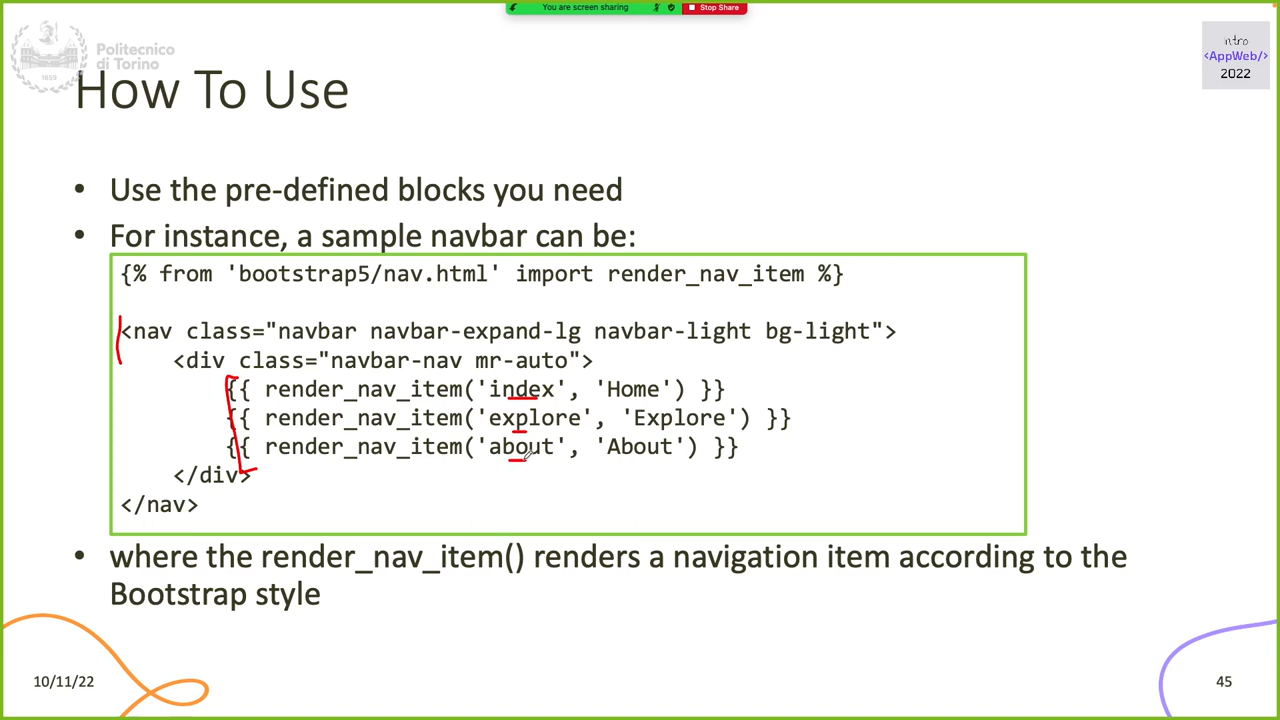 You are screen sharing
Stop Share
Politecnico
di Torino
1859
intro
<AppWeb/>
2022
How To Use
• Use the pre-defined blocks you need
• For instance, a sample navbar can be:
{% from 'bootstrap5/nav.html' import render_nav_item %}
<nav class="navbar navbar-expand-lg navbar-light bg-light">
<div class="navbar-nav mr-auto">
{{ render_nav_item('index', 'Home') }}
{{ render_nav_item('explore', 'Explore') }}
{{ render_nav_item('about', 'About') }}
</div>
</nav>
• where the render_nav_item() renders a navigation item according to the
Bootstrap style
10/11/22
45